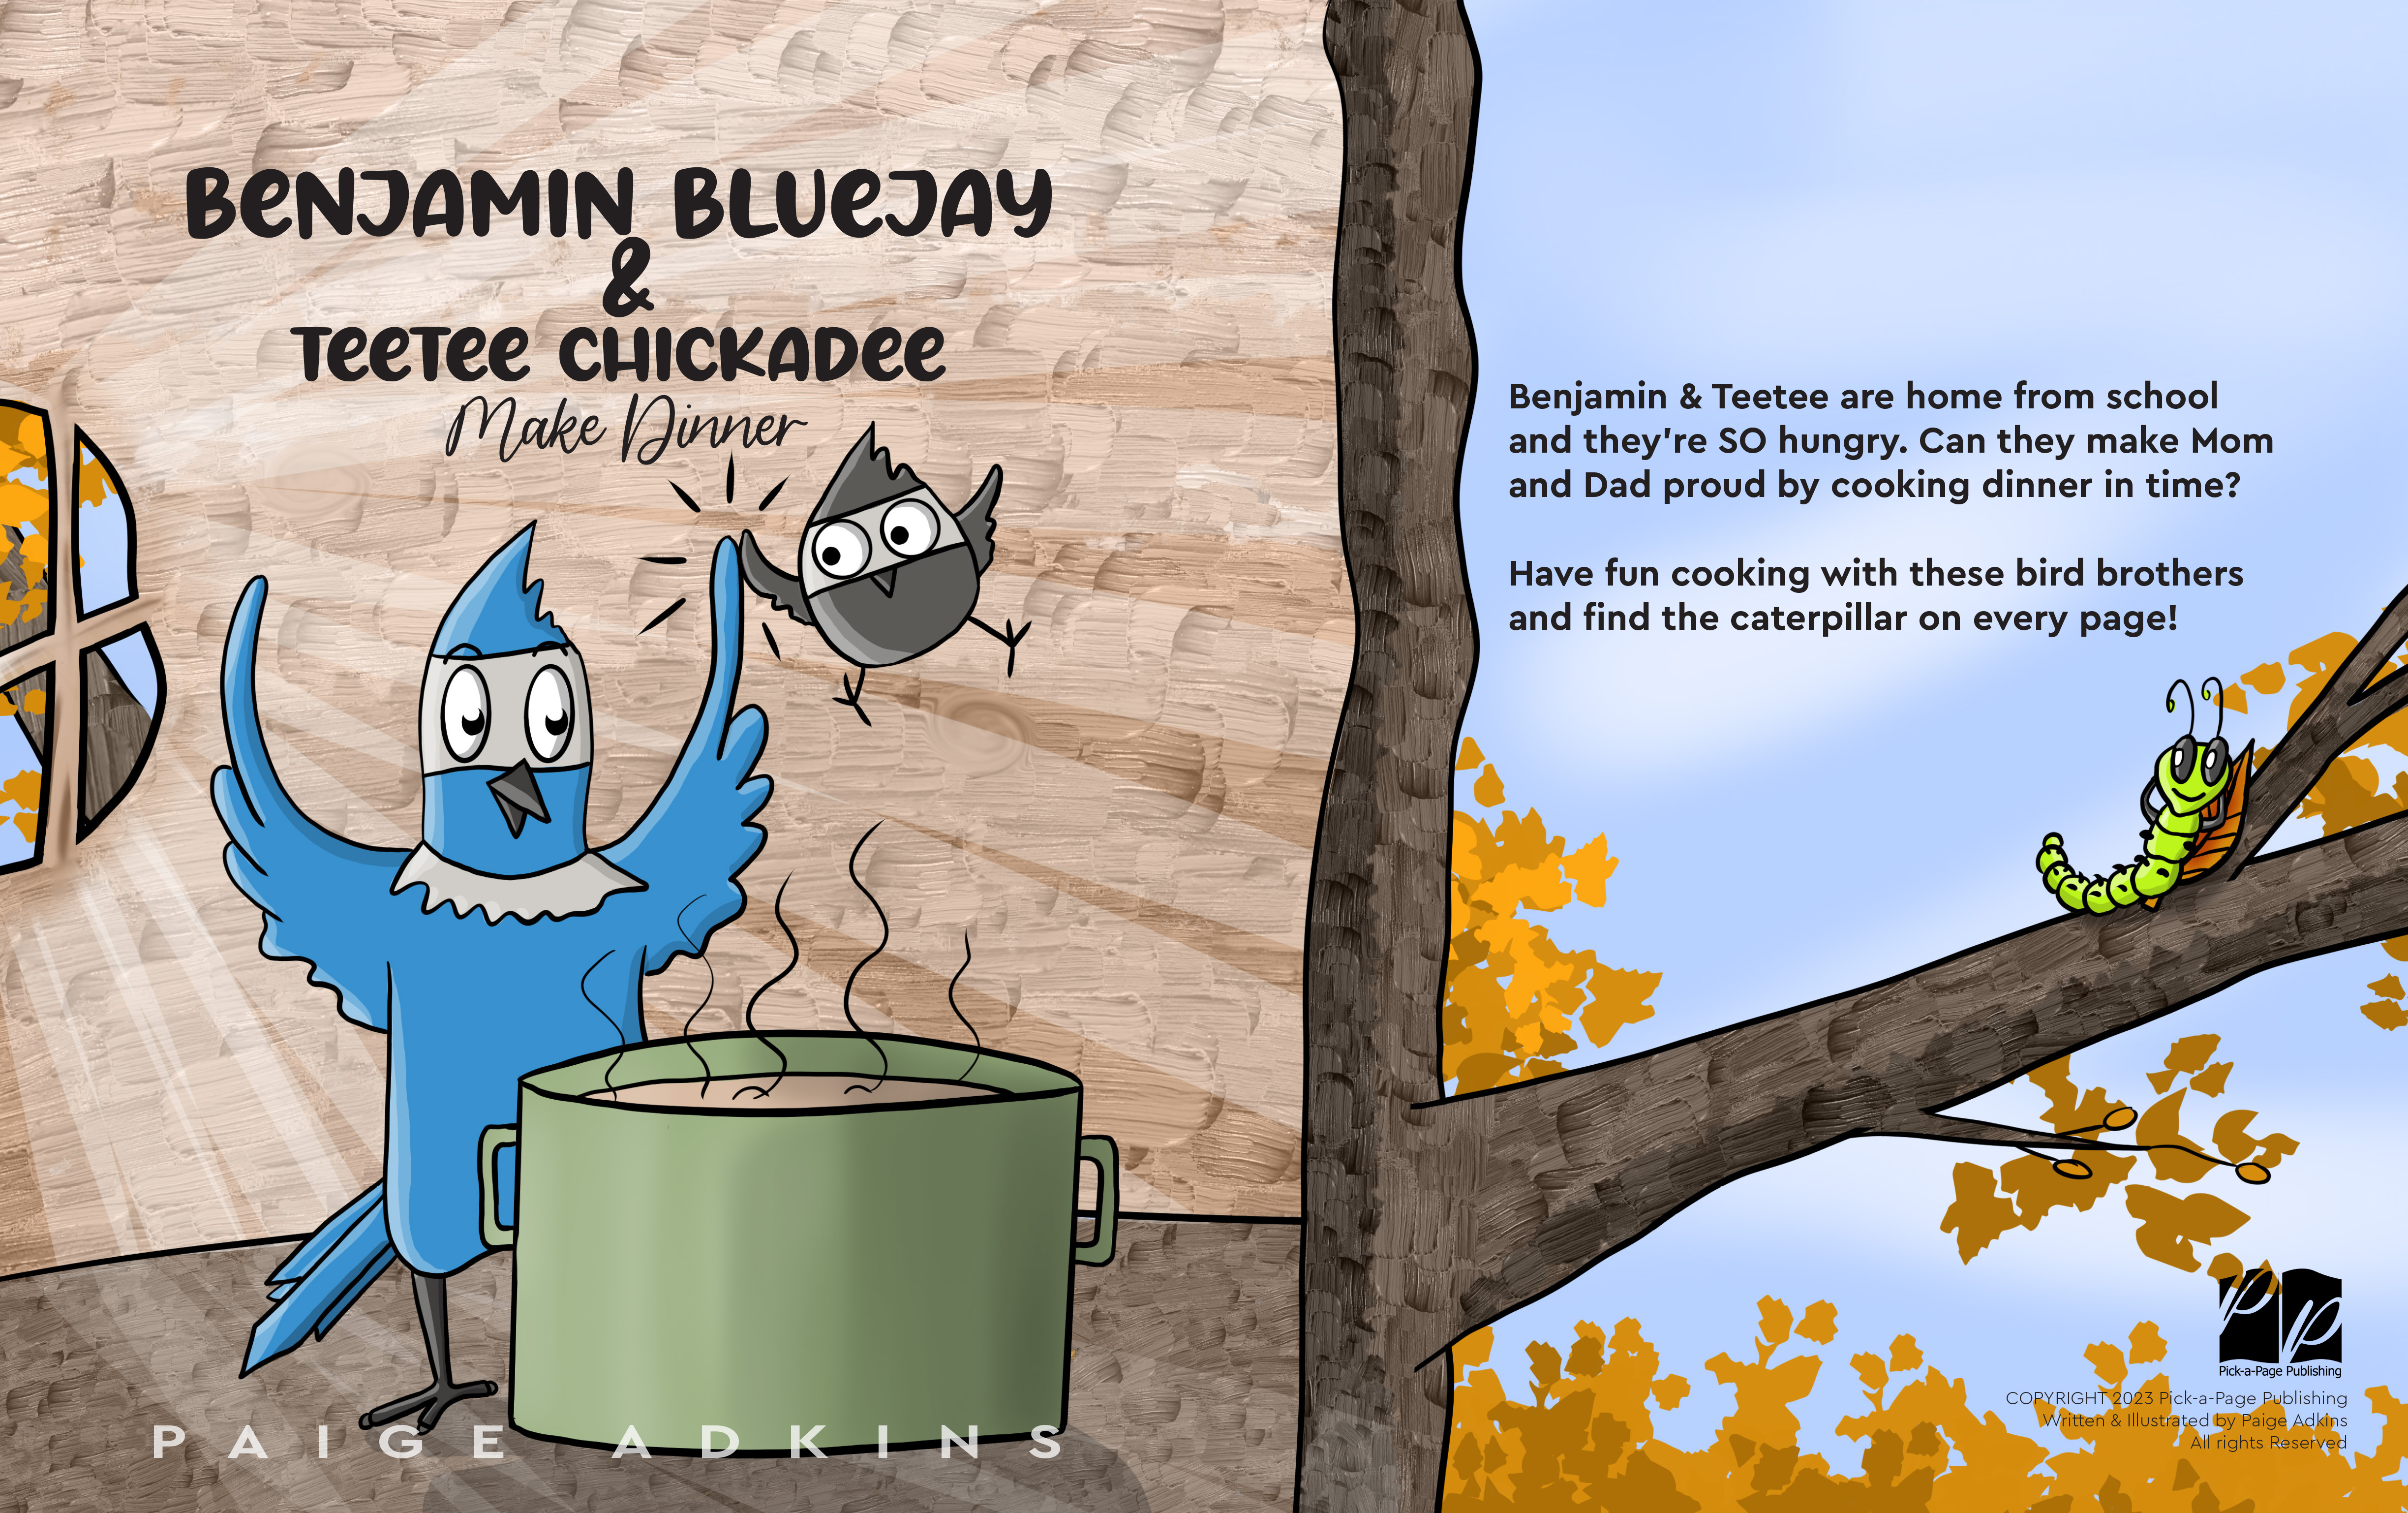 BENJAMIN BLUEJAY
&
TEETEE CHICKADEE
Make Dinner
PAIGE ADKINS
Benjamin & Teetee are home from school
and they're SO hungry. Can they make Mom
and Dad proud by cooking dinner in time?
Have fun cooking with these bird brothers
and find the caterpillar on every page!
P P
Pick-a-Page Publishing
COPYRIGHT 2023 Pick-a-Page Publishing
Written & Illustrated by Paige Adkins
All rights Reserved